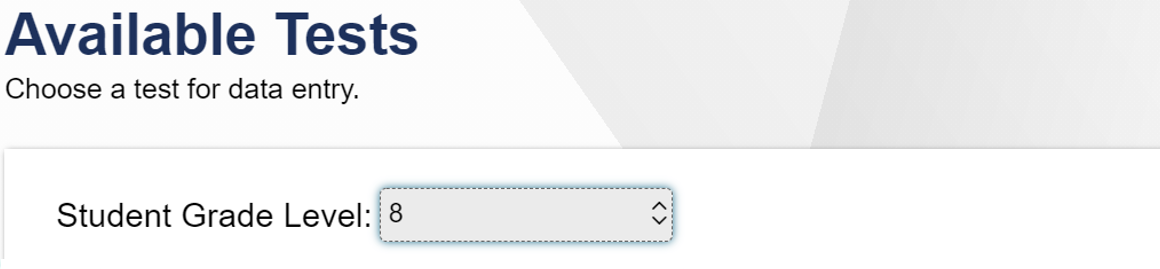 Available Tests
Choose a test for data entry.
Student Grade Level: 8